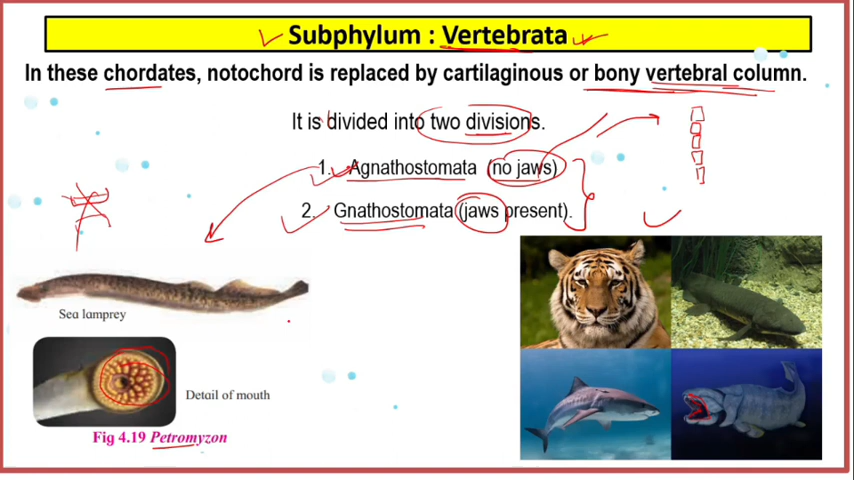 Subphylum : Vertebrata
In these chordates, notochord is replaced by cartilaginous or bony vertebral column.
It is divided into two divisions.
1. Agnathostomata (no jaws)
2. Gnathostomata (jaws present).
Sea lamprey
Detail of mouth
Fig 4.19 Petromyzon